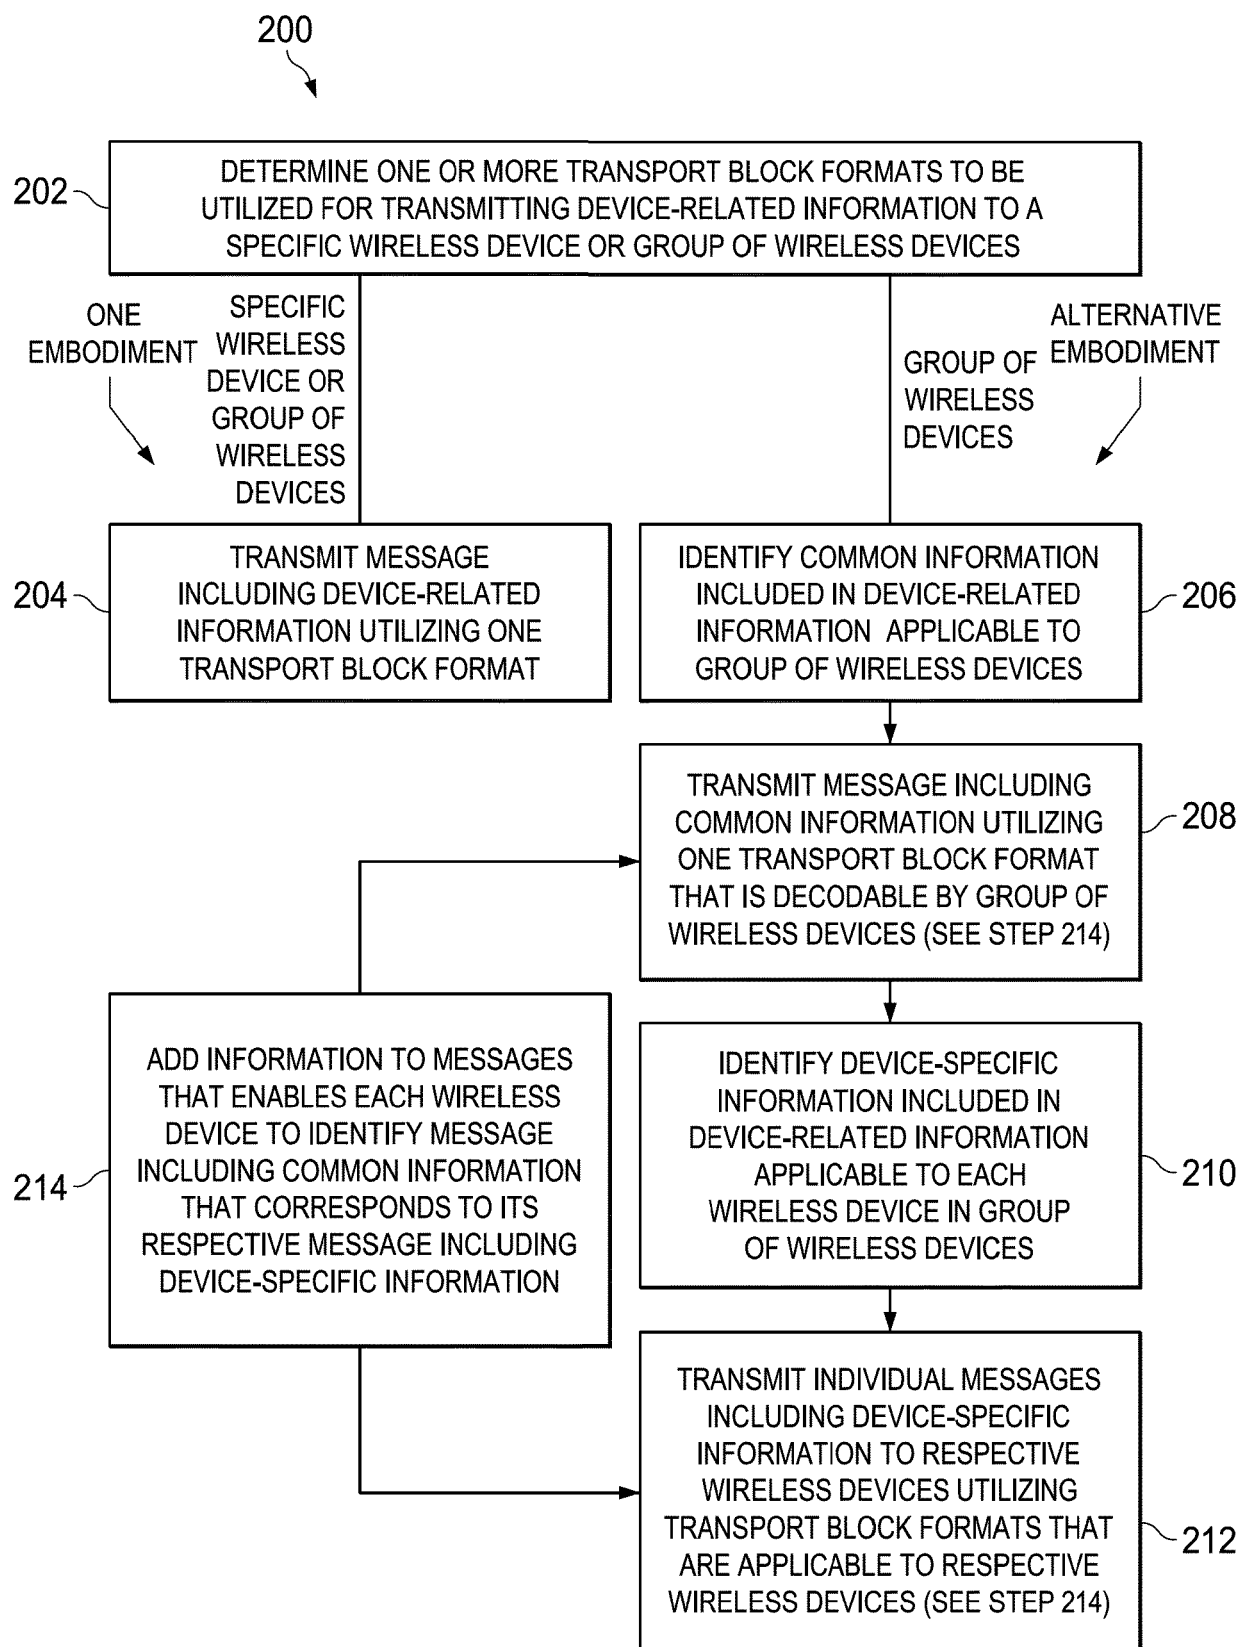 200
202
DETERMINE ONE OR MORE TRANSPORT BLOCK FORMATS TO BE
UTILIZED FOR TRANSMITTING DEVICE-RELATED INFORMATION TO A
SPECIFIC WIRELESS DEVICE OR GROUP OF WIRELESS DEVICES
ONE
EMBODIMENT
SPECIFIC
WIRELESS
DEVICE OR
GROUP OF
WIRELESS
DEVICES
GROUP OF
WIRELESS
DEVICES
ALTERNATIVE
EMBODIMENT
204
TRANSMIT MESSAGE
INCLUDING DEVICE-RELATED
INFORMATION UTILIZING ONE
TRANSPORT BLOCK FORMAT
IDENTIFY COMMON INFORMATION
INCLUDED IN DEVICE-RELATED
INFORMATION APPLICABLE TO
GROUP OF WIRELESS DEVICES
206
TRANSMIT MESSAGE INCLUDING
COMMON INFORMATION UTILIZING
ONE TRANSPORT BLOCK FORMAT
THAT IS DECODABLE BY GROUP OF
WIRELESS DEVICES (SEE STEP 214)
208
214
ADD INFORMATION TO MESSAGES
THAT ENABLES EACH WIRELESS
DEVICE TO IDENTIFY MESSAGE
INCLUDING COMMON INFORMATION
THAT CORRESPONDS TO ITS
RESPECTIVE MESSAGE INCLUDING
DEVICE-SPECIFIC INFORMATION
IDENTIFY DEVICE-SPECIFIC
INFORMATION INCLUDED IN
DEVICE-RELATED INFORMATION
APPLICABLE TO EACH
WIRELESS DEVICE IN GROUP
OF WIRELESS DEVICES
210
TRANSMIT INDIVIDUAL MESSAGES
INCLUDING DEVICE-SPECIFIC
INFORMATION TO RESPECTIVE
WIRELESS DEVICES UTILIZING
TRANSPORT BLOCK FORMATS THAT
ARE APPLICABLE TO RESPECTIVE
WIRELESS DEVICES (SEE STEP 214)
212